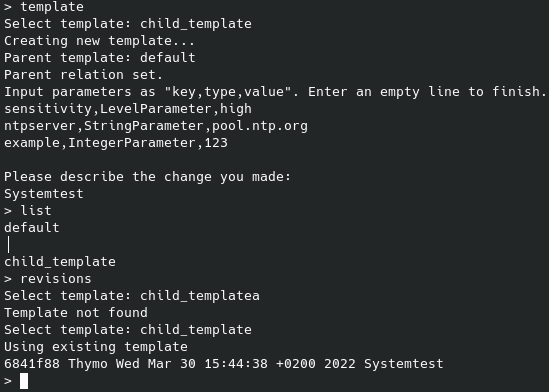 > template
Select template: child_template
Creating new template...
Parent template: default
Parent relation set.
Input parameters as "key,type,value". Enter an empty line to finish.
sensitivity,LevelParameter,high
ntpserver,StringParameter,pool.ntp.org
example,IntegerParameter,123

Please describe the change you made:
Systemtest
> list
default
│
child_template
> revisions
Select template: child_templatea
Template not found
Select template: child_template
Using existing template
6841f88 Thymo Wed Mar 30 15:44:38 +0200 2022 Systemtest
>